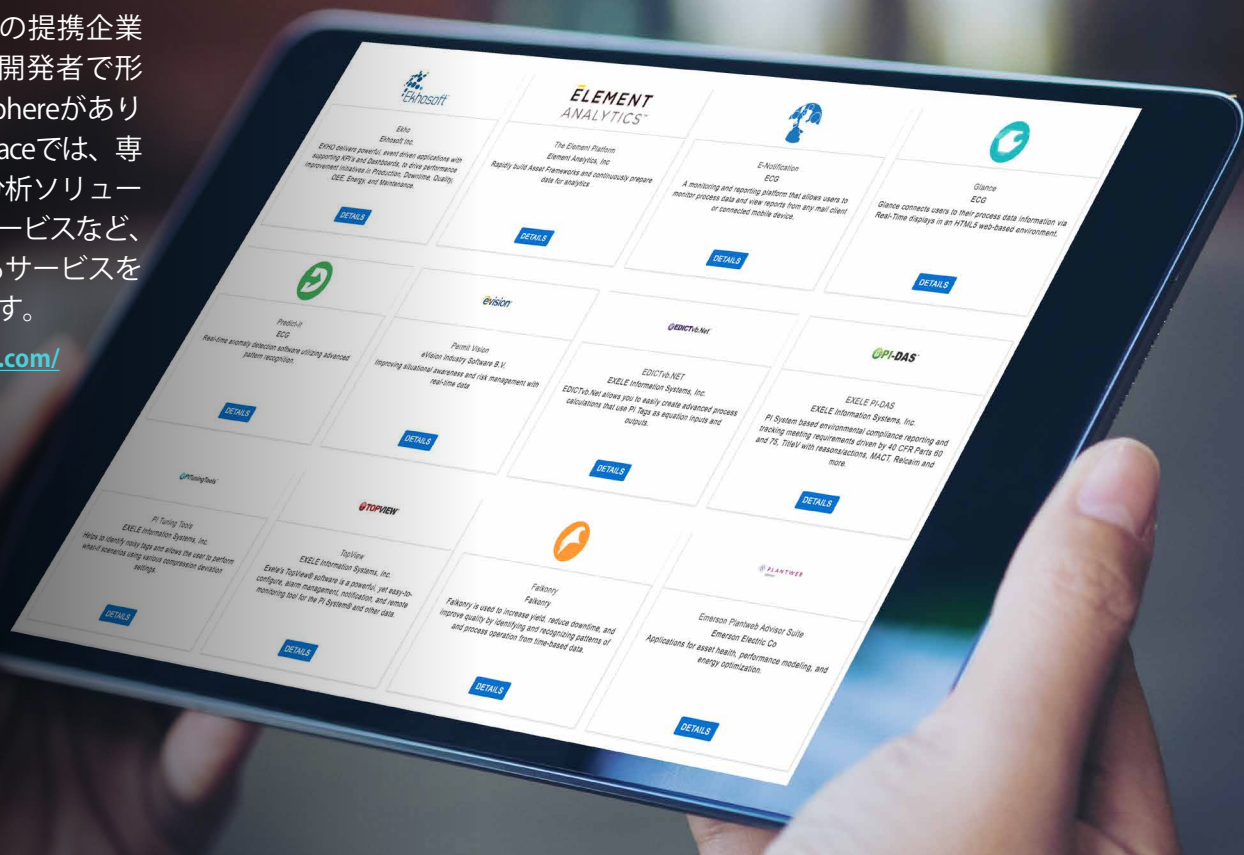 の提携企業
開発者で形
phereがあり
aceでは、専
分析ソリュー
ービスなど、
るサービスを
す。
.com/
Ekhosoft
Ekho
Ekhosoft Inc.
EKHO delivers powerful, event driven applications with
supporting KPI's and Dashboards, to drive performance
improvement initiatives in Production, Downtime, Quality,
OEE, Energy, and Maintenance.
DETAILS
ELEMENT
ANALYTICS
The Element Platform
Element Analytics, Inc
Rapidly build Asset Frameworks and continuously prepare
data for analytics
DETAILS
E-Notification
ECG
A monitoring and reporting platform that allows users to
monitor process data and view reports from any mail client
or connected mobile device.
DETAILS
Glance
ECG
Glance connects users to their process data information via
Real-Time displays in an HTML5 web-based environment.
DETAILS
Predict-It
ECG
Real-time anomaly detection software utilizing advanced
pattern recognition.
DETAILS
evision
Permit Vision
eVision Industry Software B.V.
Improving situational awareness and risk management with
real-time data
DETAILS
EDICTvb.Net
EDICTvb.NET
EXELE Information Systems, Inc.
EDICTvb.Net allows you to easily create advanced process
calculations that use PI Tags as equation inputs and
outputs.
DETAILS
PI-DAS
EXELE PI-DAS
EXELE Information Systems, Inc.
PI System based environmental compliance reporting and
tracking meeting requirements driven by 40 CFR Parts 60
and 75, TitleV with reasons/actions, MACT, Relcaim and
more.
DETAILS
PITuningTools
PI Tuning Tools
EXELE Information Systems, Inc.
Helps to identify noisy tags and allows the user to perform
what-if scenarios using various compression deviation
settings.
DETAILS
TOPVIEW
TopView
EXELE Information Systems, Inc.
Exele's TopView® software is a powerful, yet easy-to-
configure, alarm management, notification, and remote
monitoring tool for the PI System® and other data.
DETAILS
Falkonry
Falkonry
Falkonry is used to increase yield, reduce downtime, and
improve quality by identifying and recognizing patterns of
and process operation from time-based data.
DETAILS
PLANTWEB
Emerson Plantweb Advisor Suite
Emerson Electric Co
Applications for asset health, performance modeling, and
energy optimization.
DETAILS